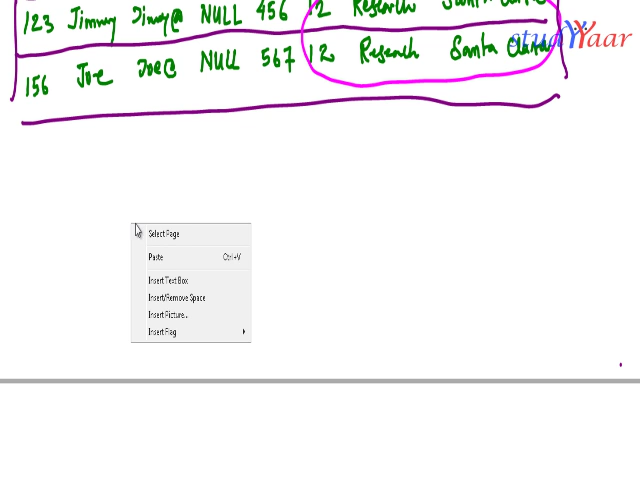 123 Jimmy Jimmy@ NULL 456 12 Research Santa Clara
studYYaar
156 Joe Joe@ NULL 567 12 Research Santa Clara
Select Page
Paste Ctrl+V
Insert Text Box
Insert/Remove Space
Insert Picture...
Insert Flag